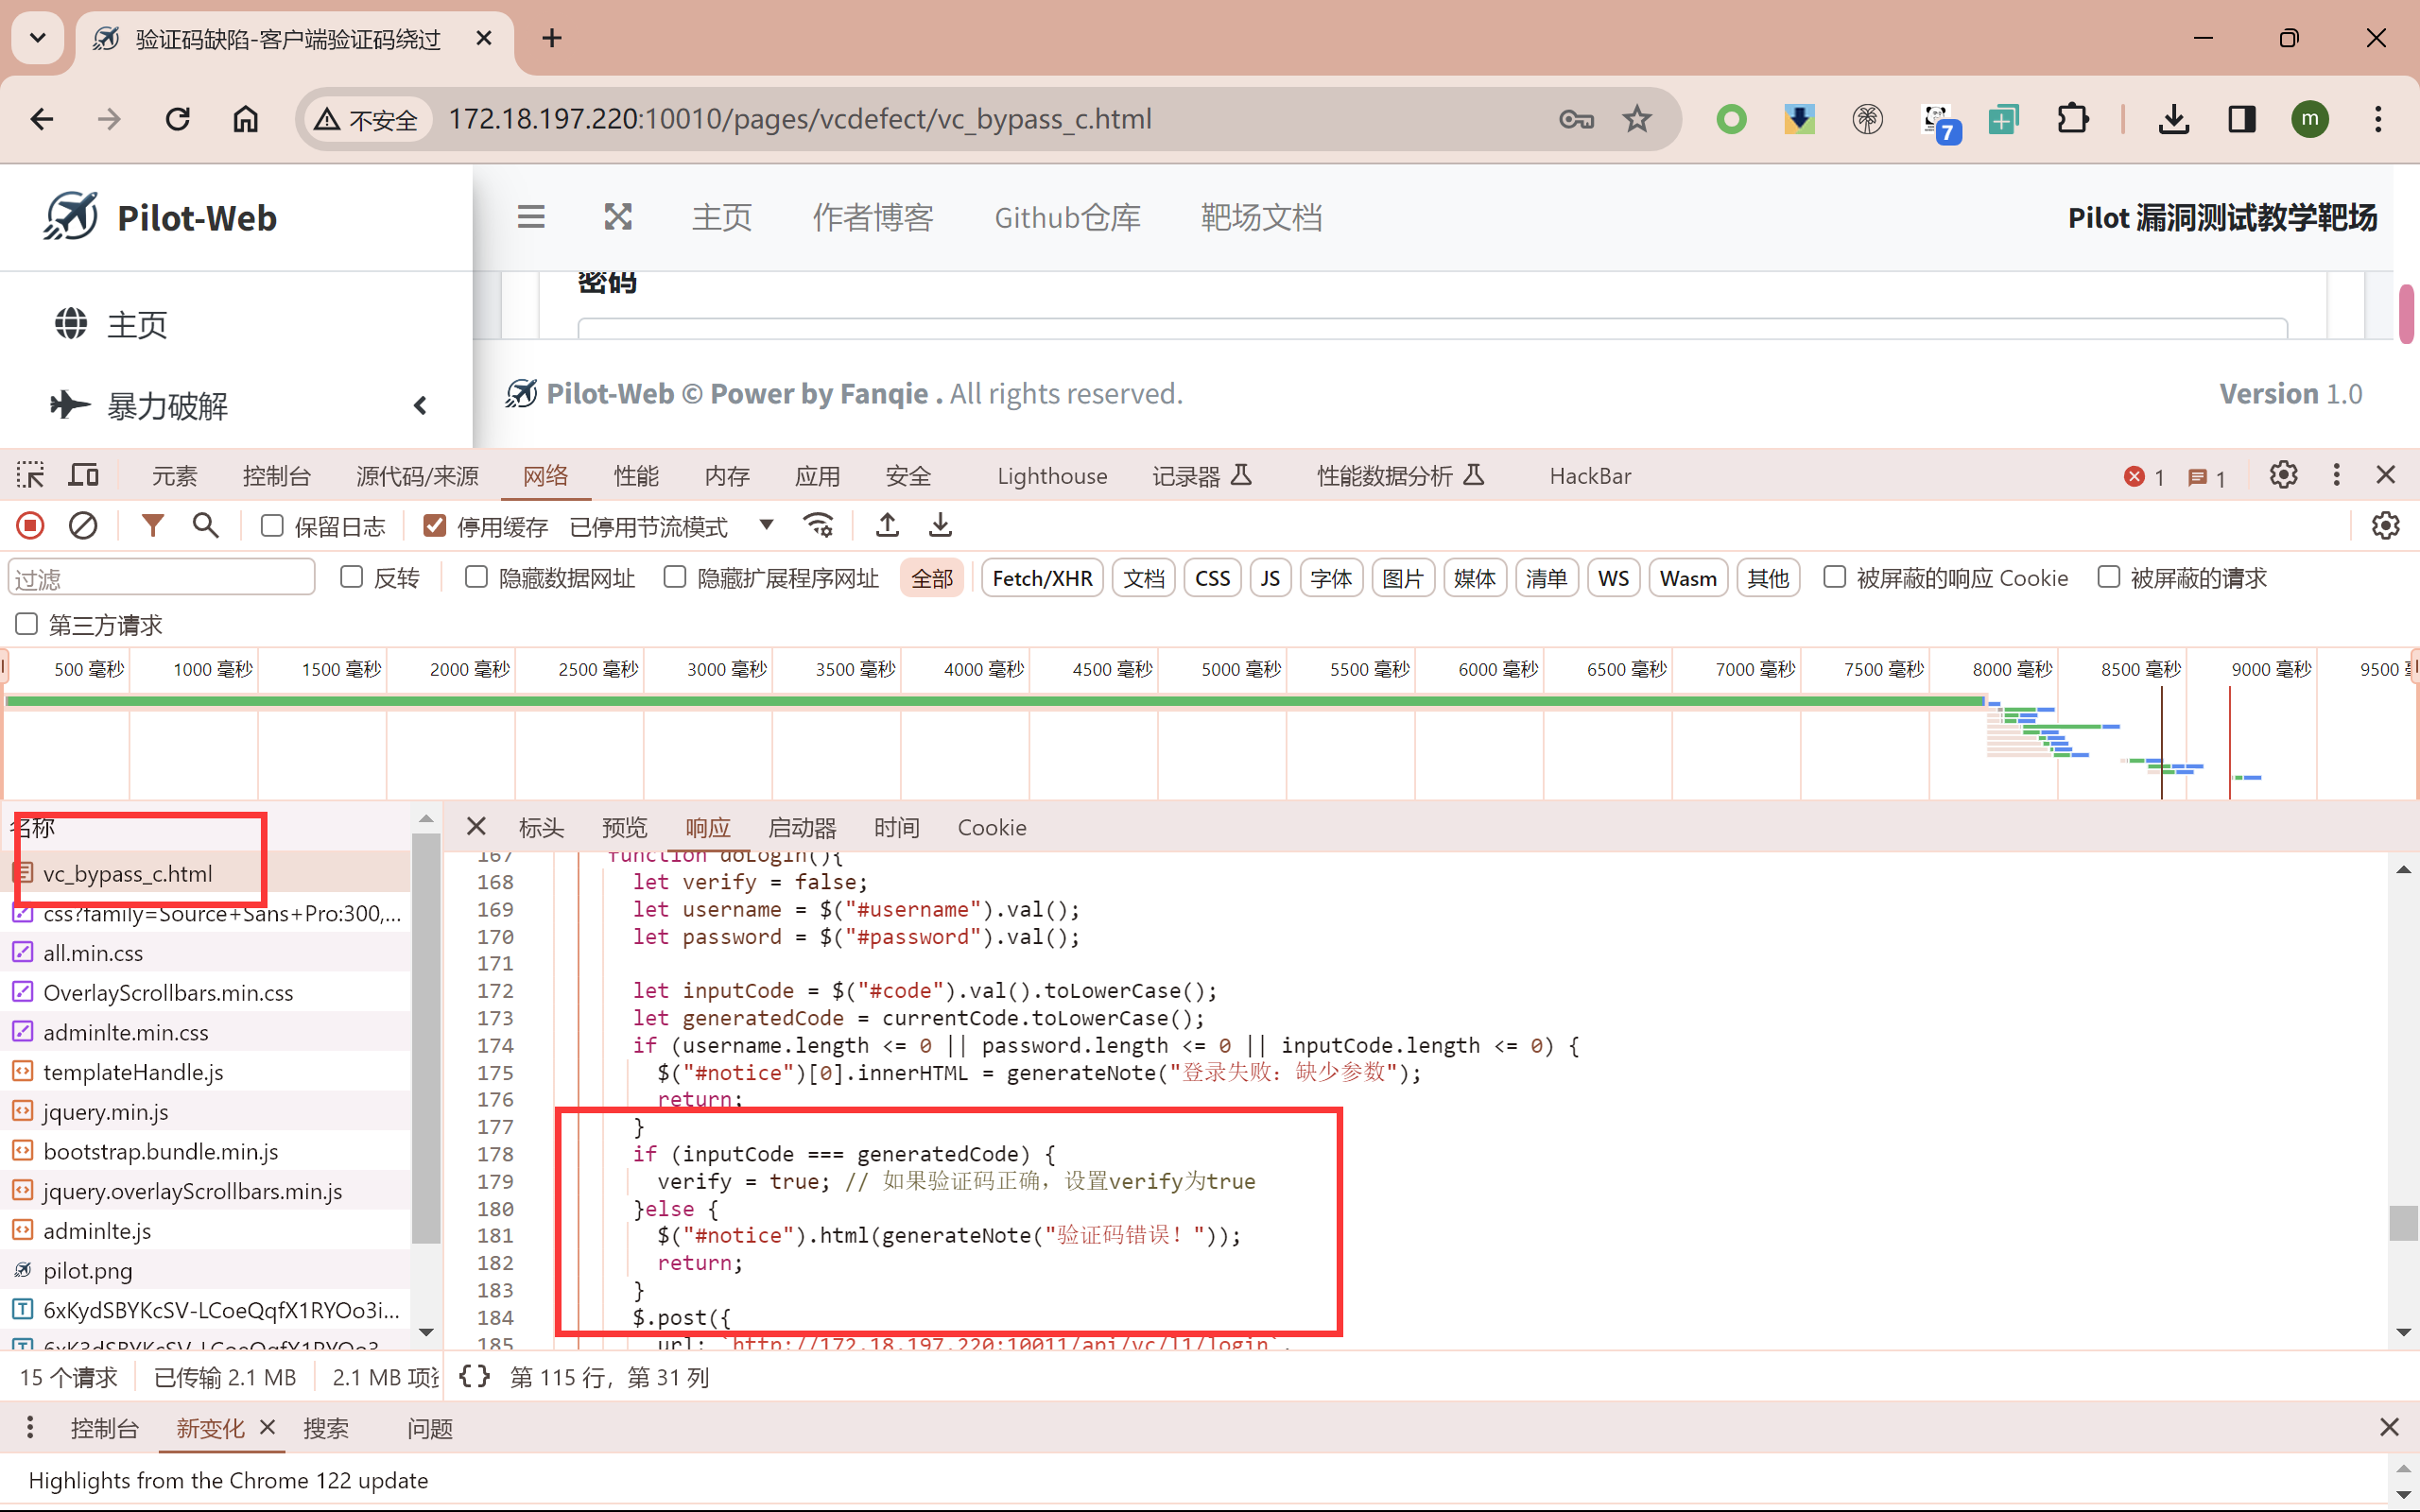 验证码缺陷-客户端验证码绕过
不安全 172.18.197.220:10010/pages/vcdefect/vc_bypass_c.html
7
m
Pilot-Web
主页 作者博客 Github仓库 靶场文档
Pilot 漏洞测试教学靶场
密码
主页
暴力破解
Pilot-Web © Power by Fanqie . All rights reserved.
Version 1.0
元素 控制台 源代码/来源 网络 性能 内存 应用 安全 Lighthouse 记录器 性能数据分析 HackBar 1 1
保留日志 停用缓存 已停用节流模式
过滤 反转 隐藏数据网址 隐藏扩展程序网址 全部 Fetch/XHR 文档 CSS JS 字体 图片 媒体 清单 WS Wasm 其他 被屏蔽的响应 Cookie 被屏蔽的请求
第三方请求
500 毫秒 1000 毫秒 1500 毫秒 2000 毫秒 2500 毫秒 3000 毫秒 3500 毫秒 4000 毫秒 4500 毫秒 5000 毫秒 5500 毫秒 6000 毫秒 6500 毫秒 7000 毫秒 7500 毫秒 8000 毫秒 8500 毫秒 9000 毫秒 9500
名称
vc_bypass_c.html
css?family=Source+Sans+Pro:300,...
all.min.css
OverlayScrollbars.min.css
adminlte.min.css
templateHandle.js
jquery.min.js
bootstrap.bundle.min.js
jquery.overlayScrollbars.min.js
adminlte.js
pilot.png
6xKydSBYKcSV-LCoeQqfX1RYOo3i...
6xK3dSBYKcSV-LCoeQqfX1RYOo3
标头 预览 响应 启动器 时间 Cookie
167 function doLogin(){
168 let verify = false;
169 let username = $("#username").val();
170 let password = $("#password").val();
171
172 let inputCode = $("#code").val().toLowerCase();
173 let generatedCode = currentCode.toLowerCase();
174 if (username.length <= 0 || password.length <= 0 || inputCode.length <= 0) {
175 $("#notice")[0].innerHTML = generateNote("登录失败：缺少参数");
176 return;
177 }
178 if (inputCode === generatedCode) {
179 verify = true; // 如果验证码正确，设置verify为true
180 }else {
181 $("#notice").html(generateNote("验证码错误！"));
182 return;
183 }
184 $.post({
185 url: `http://172.18.197.220:10011/api/vc/l1/login`,
15 个请求 已传输 2.1 MB 2.1 MB 项 {} 第 115 行，第 31 列
控制台 新变化 搜索 问题
Highlights from the Chrome 122 update